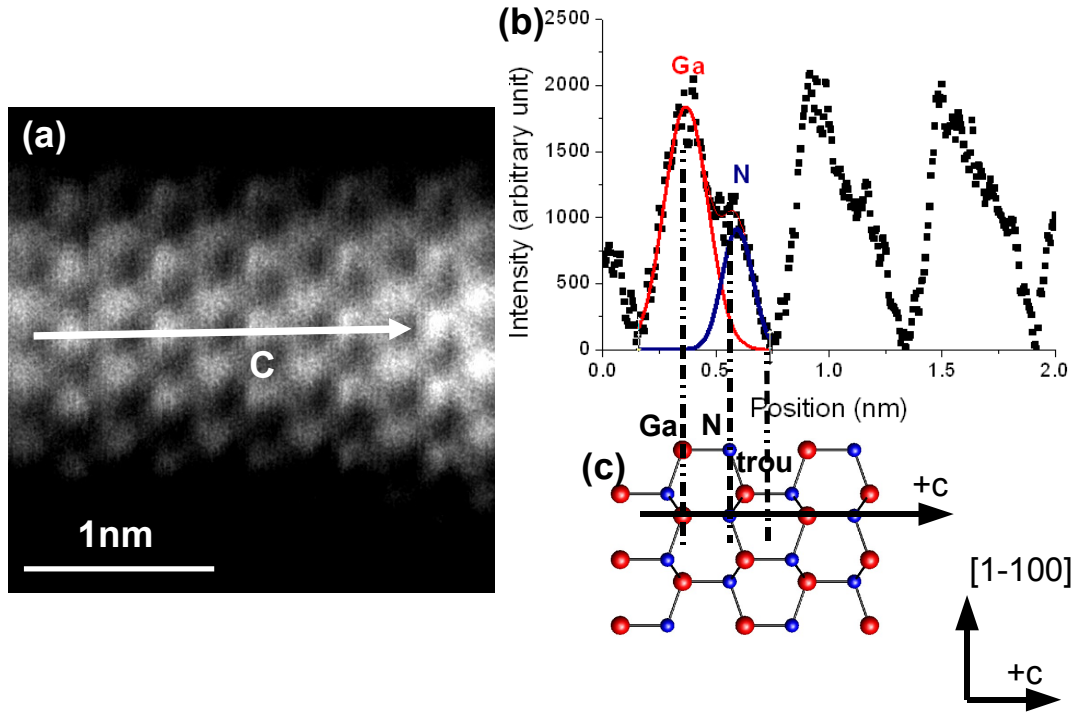 (a)
C
1nm
(b)
2500
2000
1500
1000
500
0
Intensity (arbitrary unit)
Ga
N
0.0
0.5
1.0
1.5
2.0
Position (nm)
(c)
Ga
N
trou
+c
[1-100]
+c